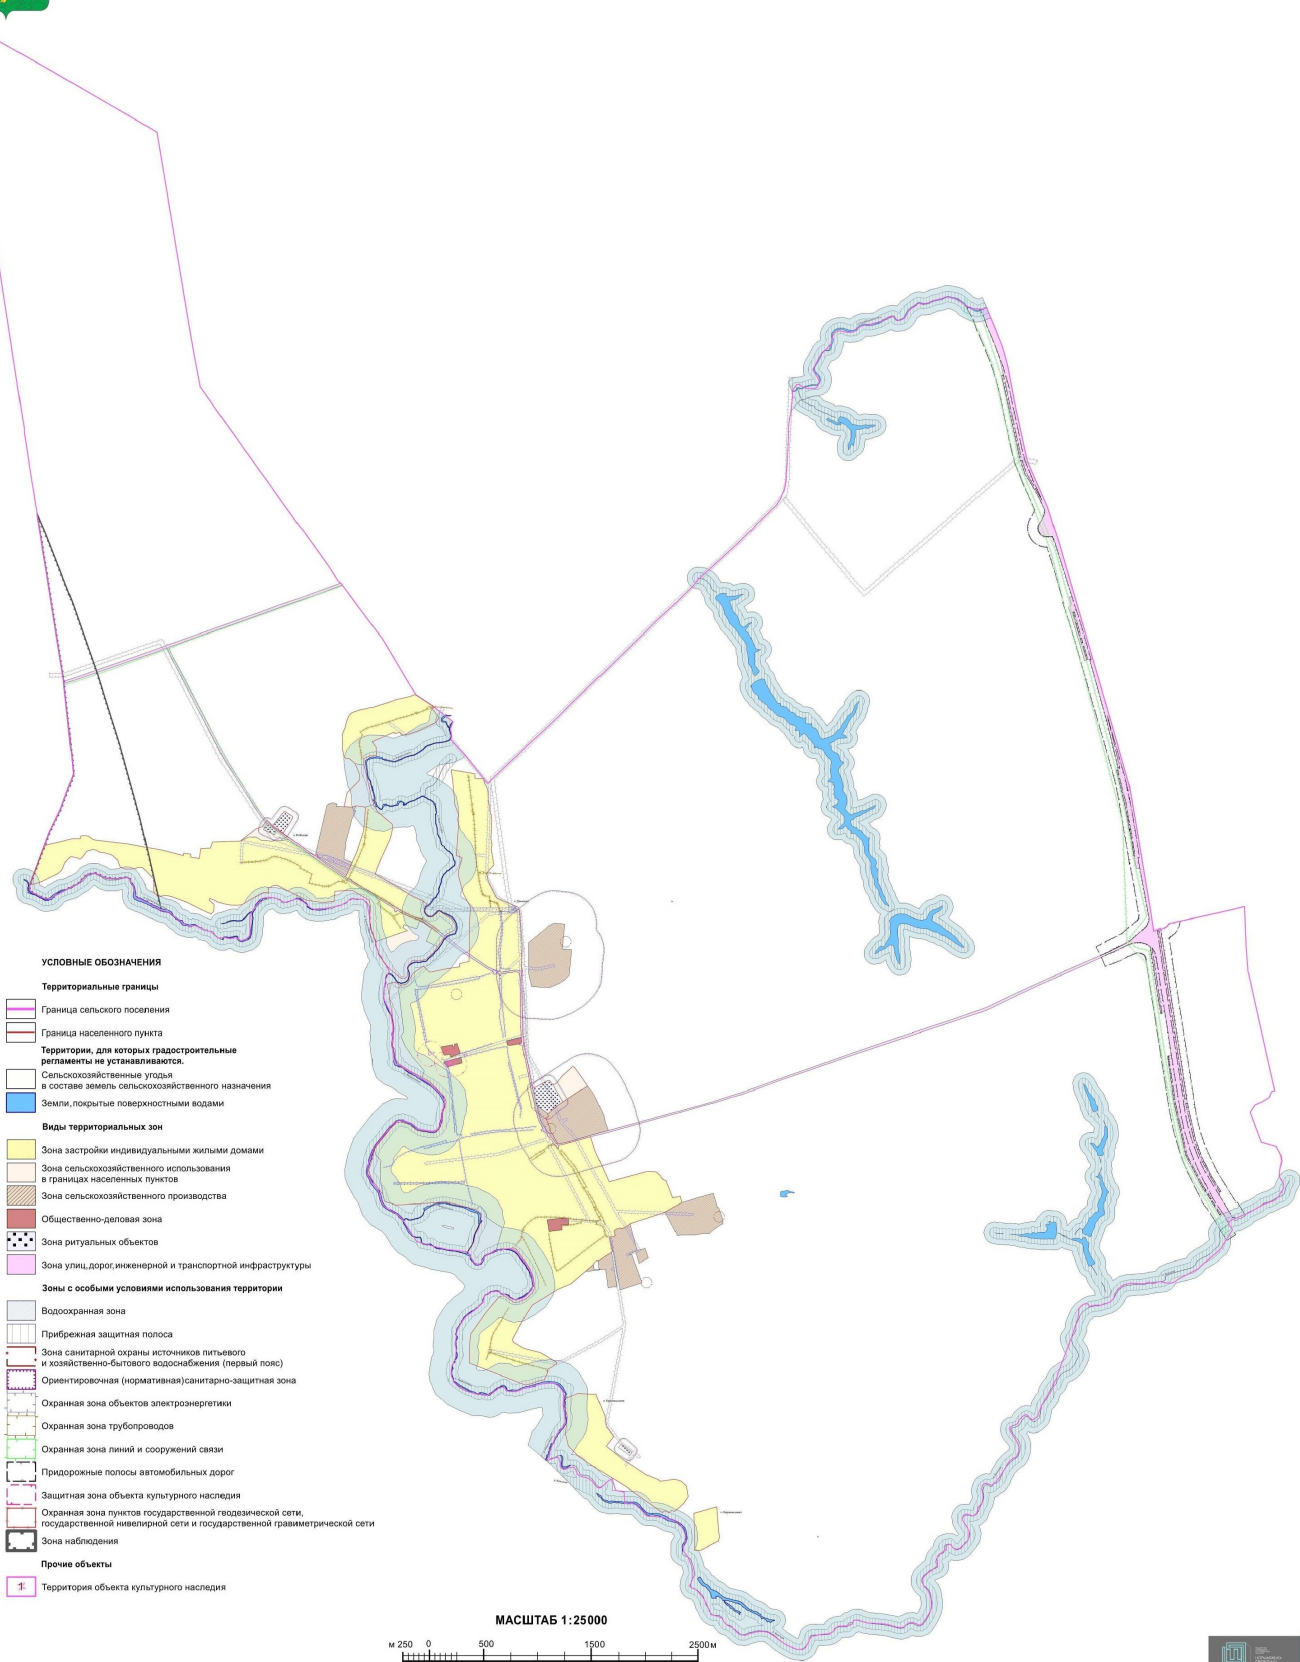 УСЛОВНЫЕ ОБОЗНАЧЕНИЯ
Территориальные границы
Граница сельского поселения
Граница населенного пункта
Территории, для которых градостроительные
регламенты не устанавливаются.
Сельскохозяйственные угодья
в составе земель сельскохозяйственного назначения
Земли, покрытые поверхностными водами
Виды территориальных зон
Зона застройки индивидуальными жилыми домами
Зона сельскохозяйственного использования
в границах населенных пунктов
Зона сельскохозяйственного производства
Общественно-деловая зона
Зона ритуальных объектов
Зона улиц,дорог,инженерной и транспортной инфраструктуры
Зоны с особыми условиями использования территории
Водоохранная зона
Прибрежная защитная полоса
Зона санитарной охраны источников питьевого
и хозяйственно-бытового водоснабжения (первый пояс)
Ориентировочная (нормативная)санитарно-защитная зона
Охранная зона объектов электроэнергетики
Охранная зона трубопроводов
Охранная зона линий и сооружений связи
Придорожные полосы автомобильных дорог
Защитная зона объекта культурного наследия
Охранная зона пунктов государственной геодезической сети,
государственной нивелирной сети и государственной гравиметрической сети
Зона наблюдения
Прочие объекты
Территория объекта культурного наследия
МАСШТАБ 1:25000
м 250 0 500 1500 2500м